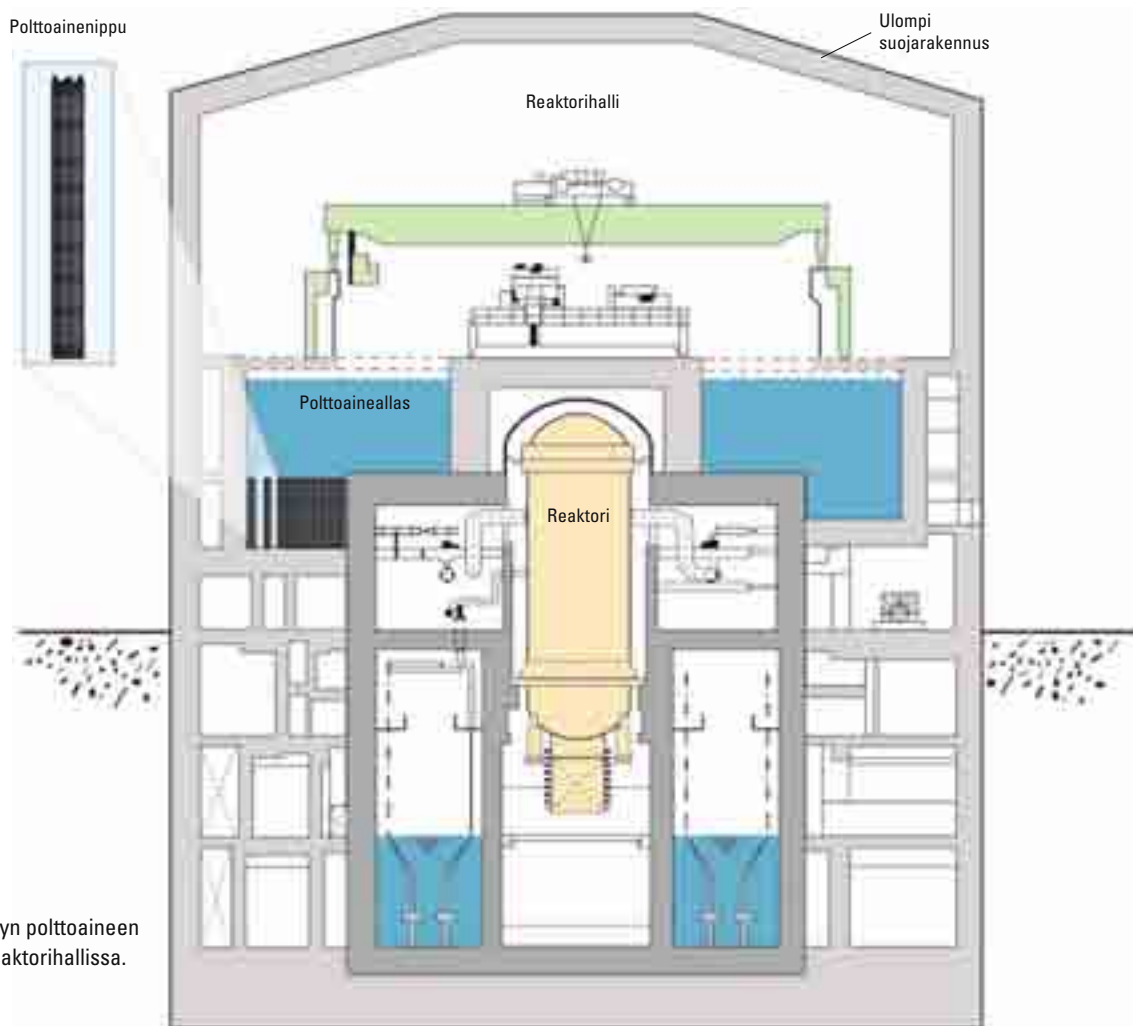 Polttoainenippu
Ulompi
suojarakennus
Reaktorihalli
Polttoaineallas
Reaktori
yn polttoaineen
aktorihallissa.